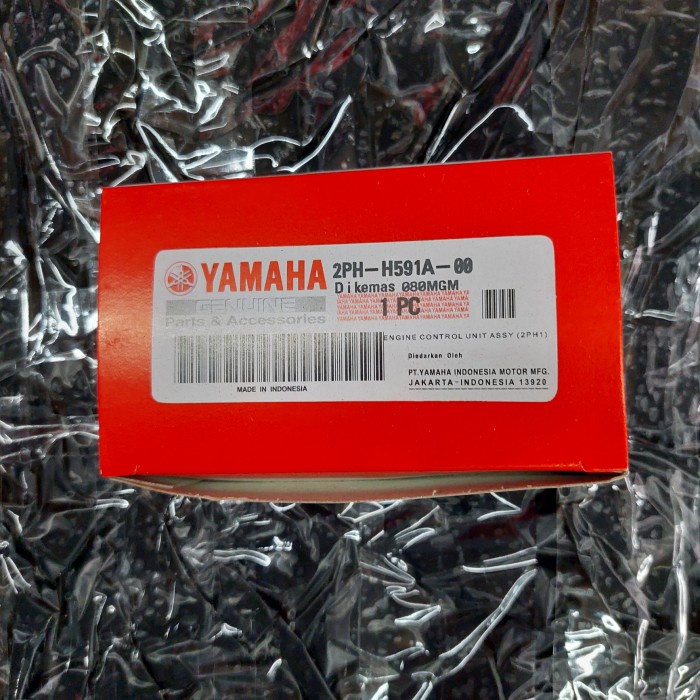 YAMAHA 2PH-H591A-00
Dikemas 080MGM
GENUINE
Parts & Accessories
1 PC
ENGINE CONTROL UNIT ASSY (2PH1)
Diedarkan Oleh
PT.YAMAHA INDONESIA MOTOR MFG.
JAKARTA-INDONESIA 13920
MADE IN INDONESIA